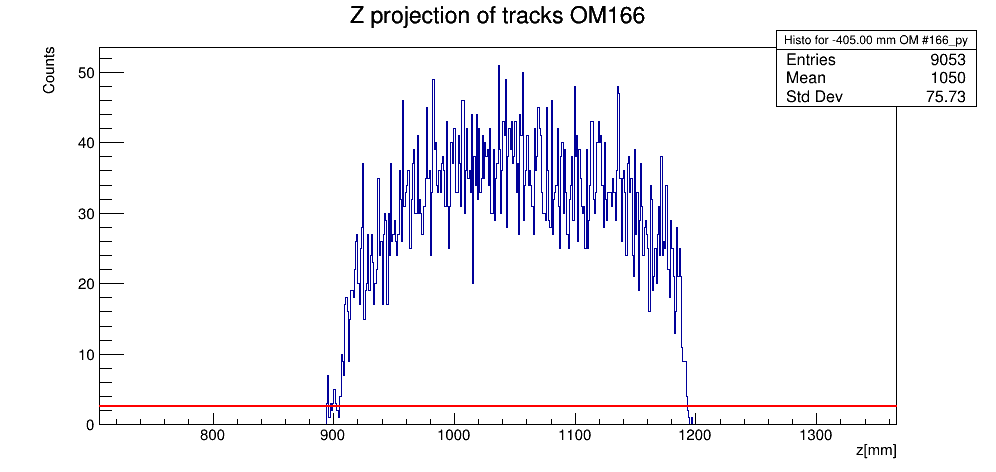 Z projection of tracks OM166
Histo for -405.00 mm OM #166_py
Entries 9053
Mean 1050
Std Dev 75.73
Counts
50
40
30
20
10
0
800 900 1000 1100 1200 1300
z[mm]